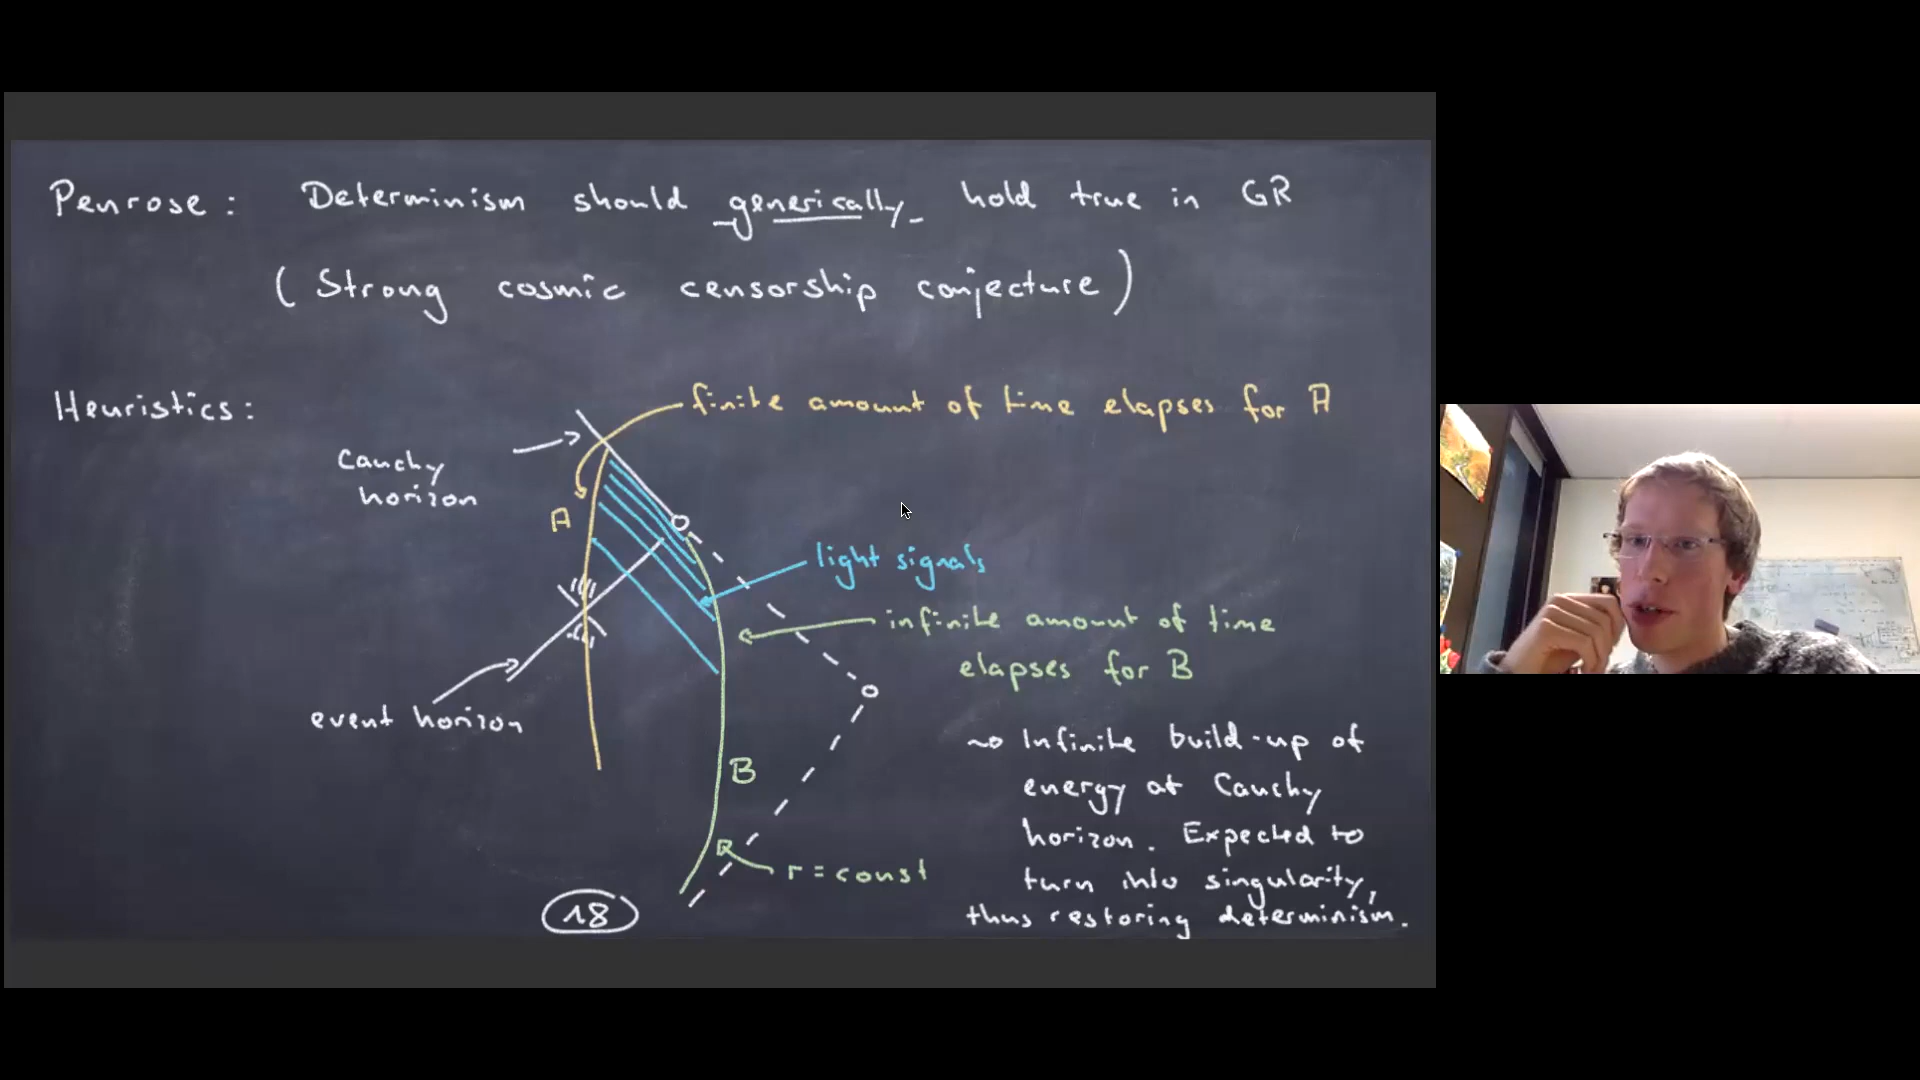 Penrose: Determinism should generically hold true in GR
(Strong cosmic censorship conjecture)
Heuristics:
finite amount of time elapses for A
Cauchy
horizon
A
light signals
infinite amount of time
elapses for B
event horizon
B
r = const
~> Infinite build-up of
energy at Cauchy
horizon. Expected to
turn into singularity,
thus restoring determinism.
18